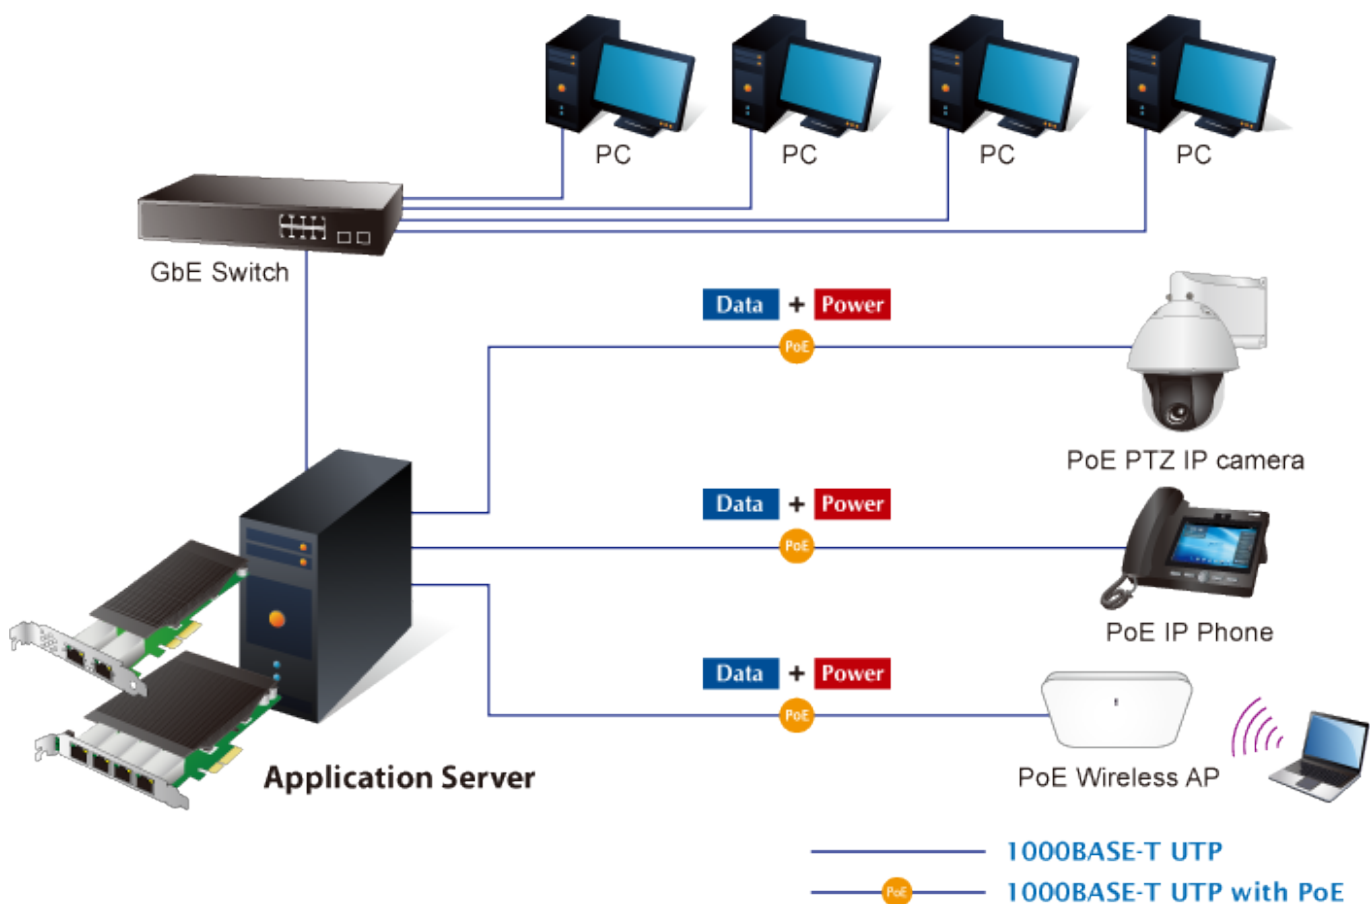 PC
PC
PC
PC
GbE Switch
Data + Power
PoE
PoE PTZ IP camera
Data + Power
PoE
PoE IP Phone
Data + Power
PoE
PoE Wireless AP
Application Server
1000BASE-T UTP
PoE
1000BASE-T UTP with PoE